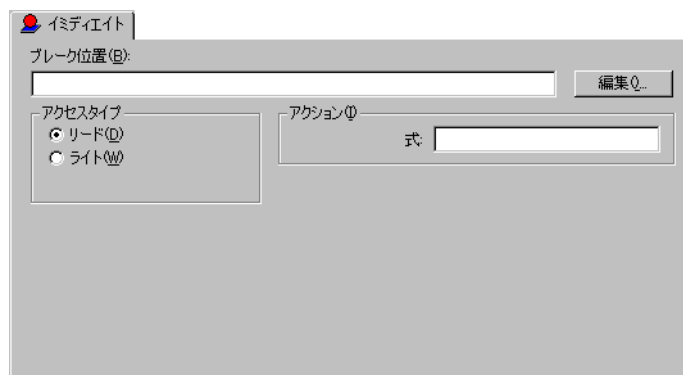 イミディエイト
ブレーク位置(B):
編集()...
アクセスタイプ
リード(D)
ライト(W)
アクション()
式: